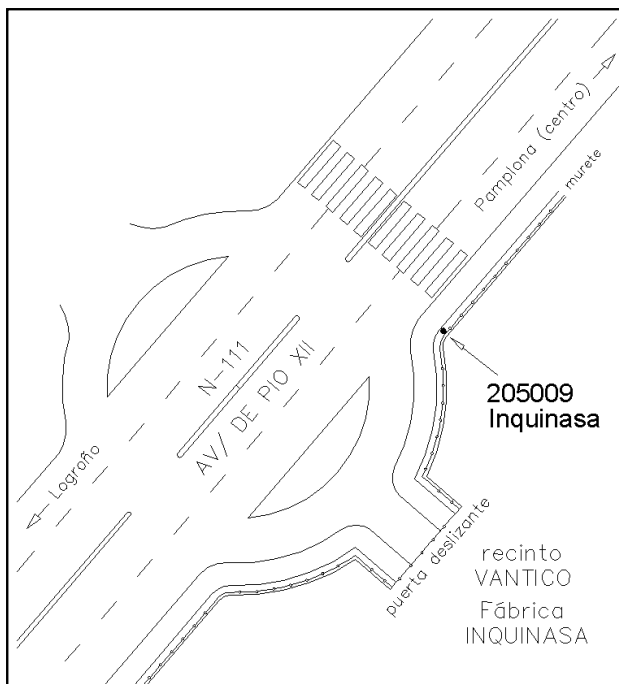 Pamplona (centro)
murete
N-111
AV/ DE PIO XII
205009
Inquinasa
Logroño
puerta deslizante
recinto
VANTICO
Fábrica
INQUINASA